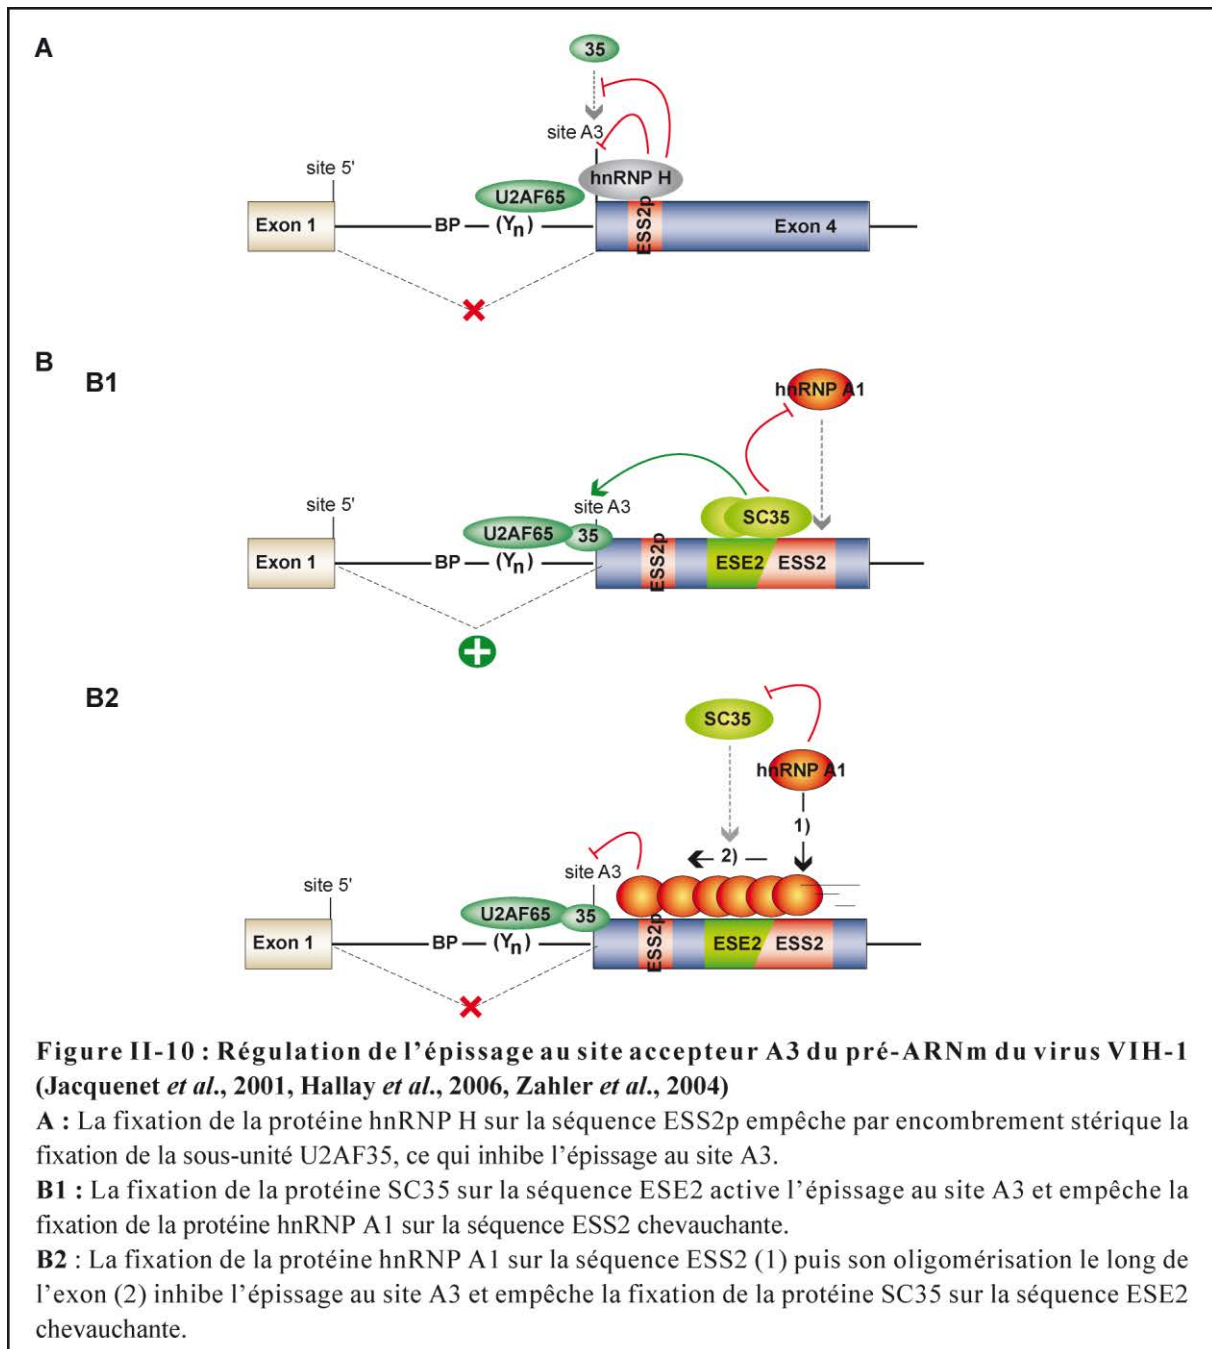 A
35
site A3
site 5'
hnRNP H
U2AF65
Exon 1
BP
(Yn)
ESS2p
Exon 4
B
B1
hnRNP A1
site 5'
site A3
SC35
U2AF65
35
Exon 1
BP
(Yn)
ESS2p
ESE2
ESS2
B2
SC35
hnRNP A1
1)
2)
site A3
site 5'
U2AF65
35
Exon 1
BP
(Yn)
ESS2p
ESE2
ESS2
Figure II-10 : Régulation de l'épissage au site accepteur A3 du pré-ARNm du virus VIH-1
(Jacquenet et al., 2001, Hallay et al., 2006, Zahler et al., 2004)
A : La fixation de la protéine hnRNP H sur la séquence ESS2p empêche par encombrement stérique la
fixation de la sous-unité U2AF35, ce qui inhibe l'épissage au site A3.
B1 : La fixation de la protéine SC35 sur la séquence ESE2 active l'épissage au site A3 et empêche la
fixation de la protéine hnRNP A1 sur la séquence ESS2 chevauchante.
B2 : La fixation de la protéine hnRNP A1 sur la séquence ESS2 (1) puis son oligomérisation le long de
l'exon (2) inhibe l'épissage au site A3 et empêche la fixation de la protéine SC35 sur la séquence ESE2
chevauchante.